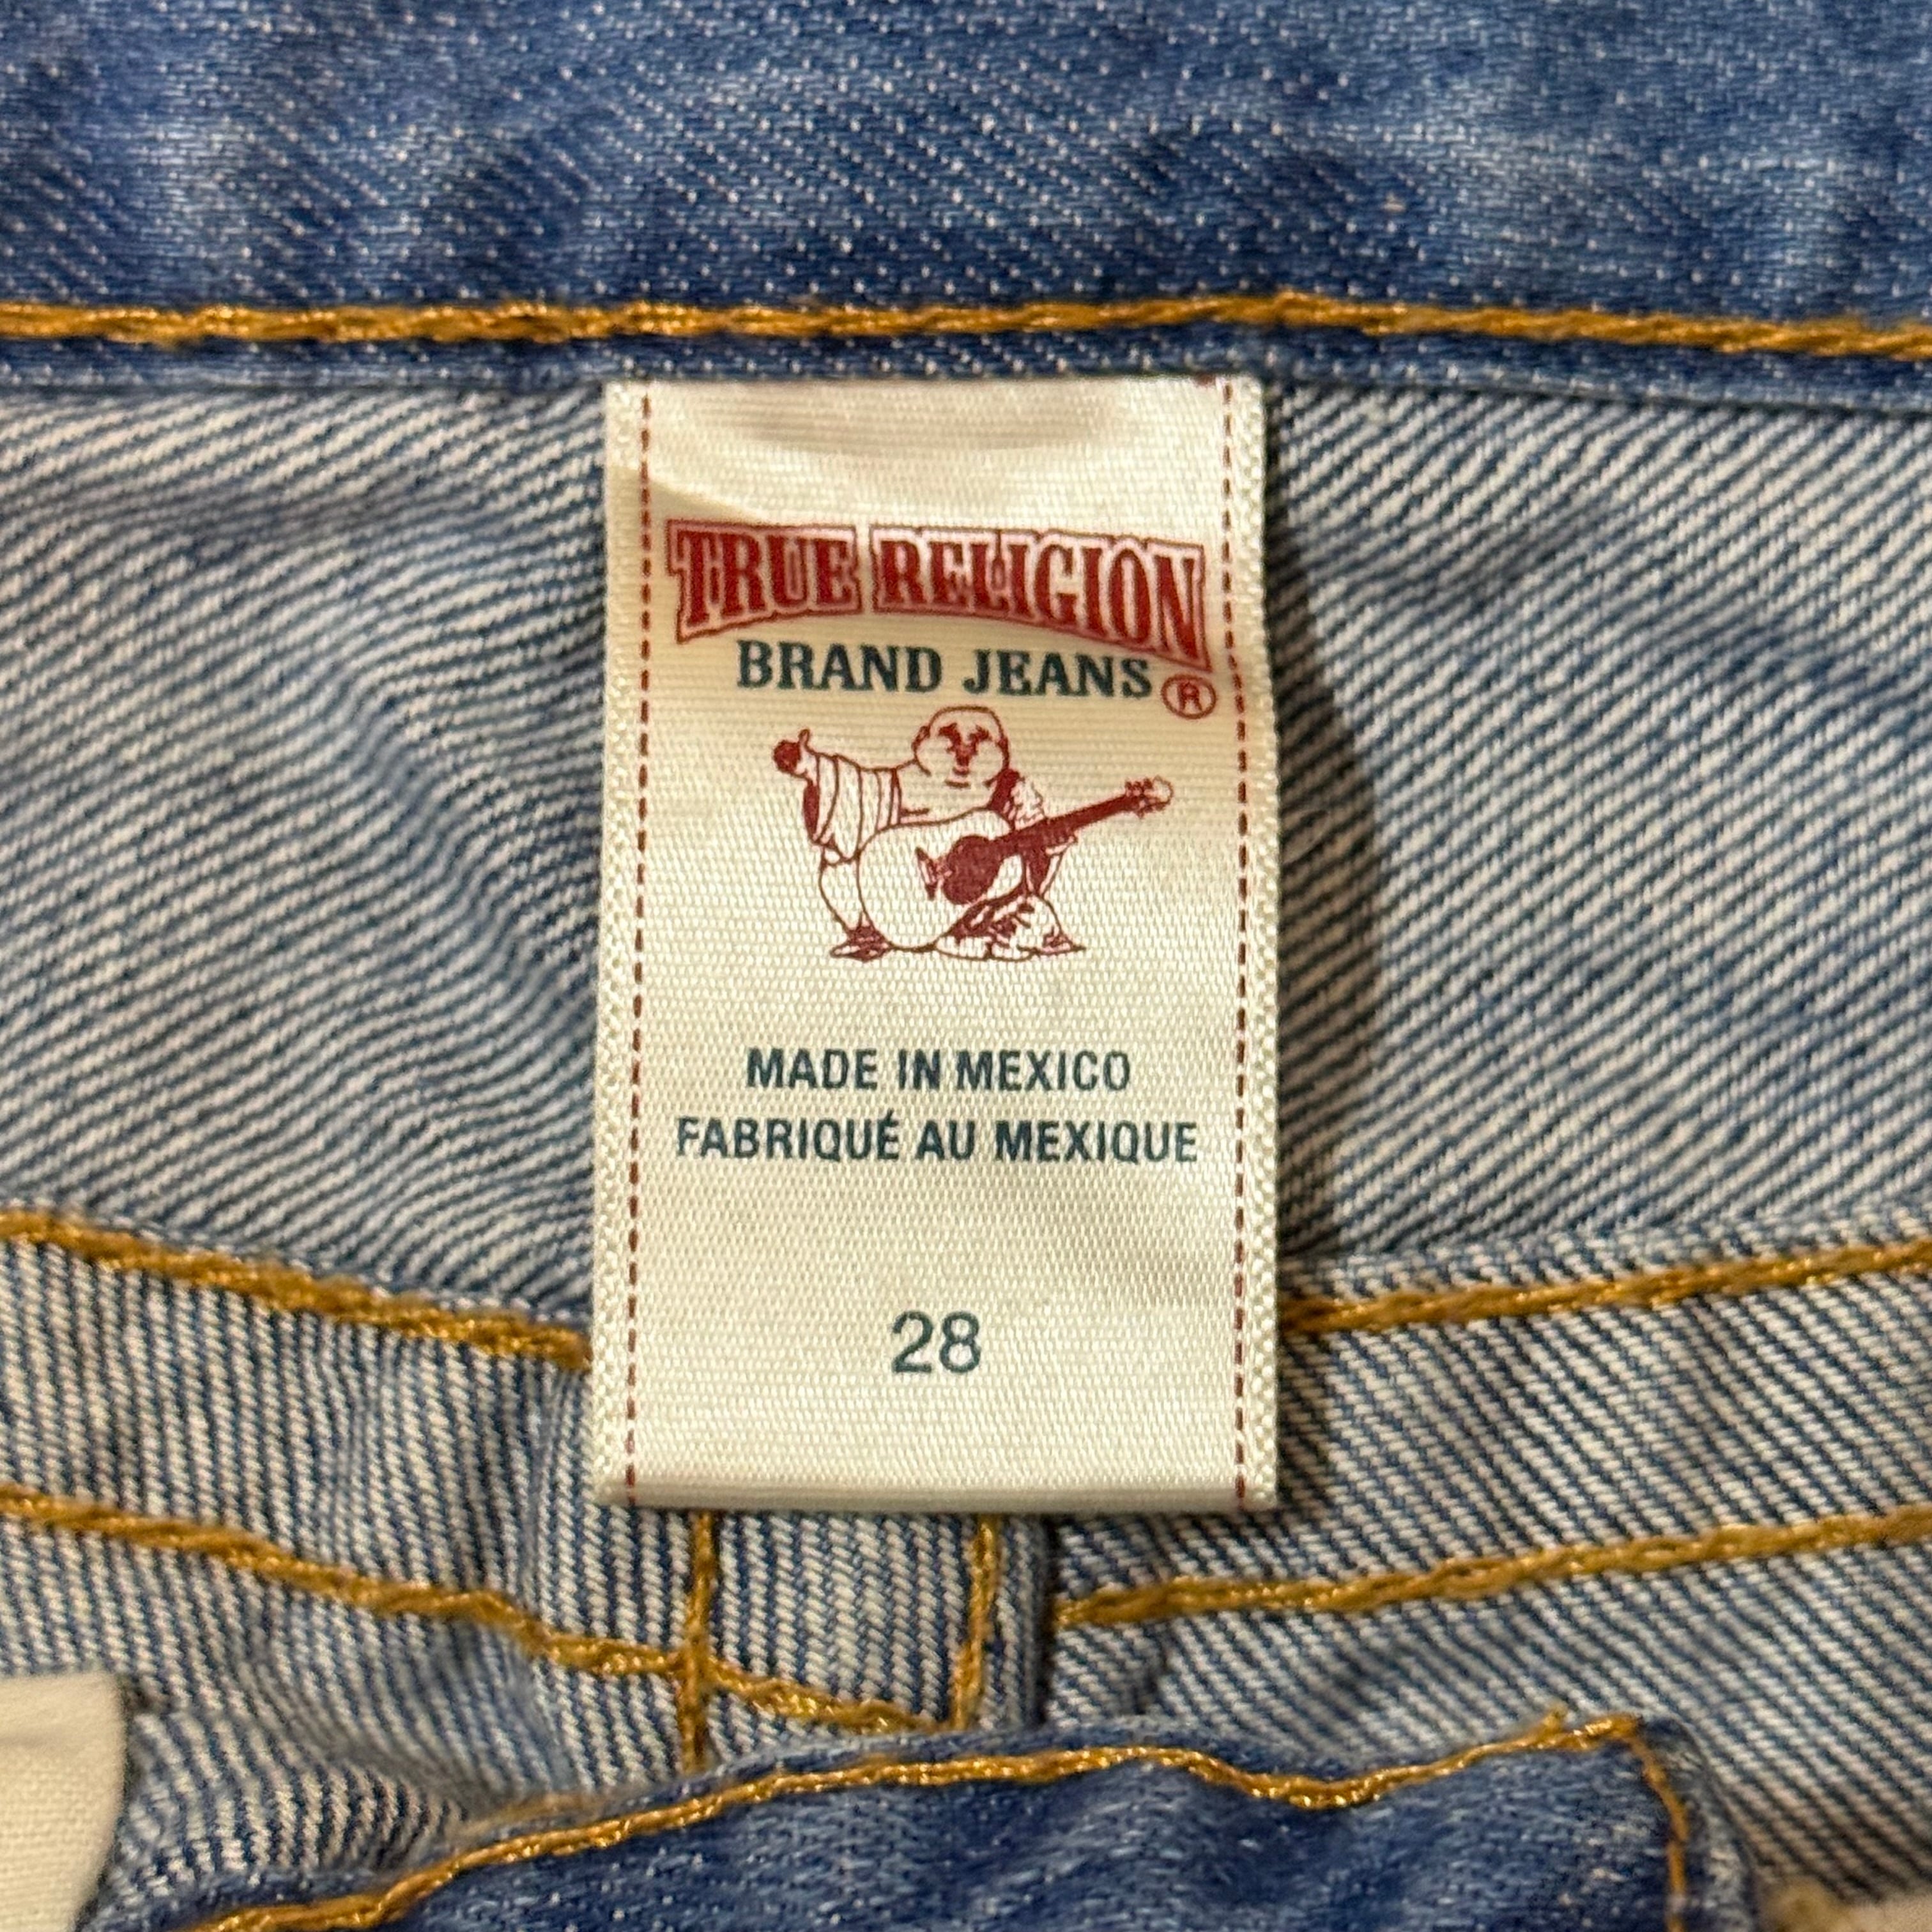 TRUE RELIGION
BRAND JEANS ®
MADE IN MEXICO
FABRIQUÉ AU MEXIQUE
28